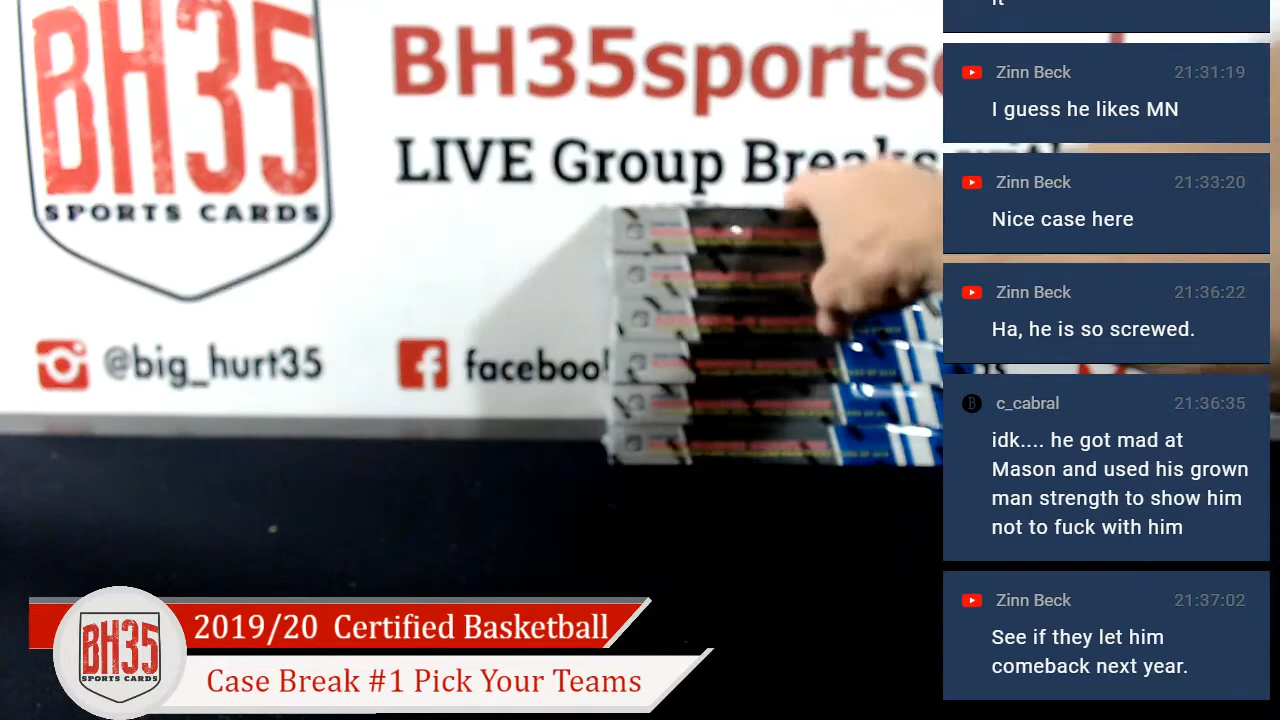 BH35
SPORTS CARDS
BH35sportsc
LIVE Group Breaks
@big_hurt35
faceboo
it
Zinn Beck 21:31:19
I guess he likes MN
Zinn Beck 21:33:20
Nice case here
Zinn Beck 21:36:22
Ha, he is so screwed.
c_cabral 21:36:35
idk.... he got mad at
Mason and used his grown
man strength to show him
not to fuck with him
Zinn Beck 21:37:02
See if they let him
comeback next year.
BH35
SPORTS CARDS
2019/20 Certified Basketball
Case Break #1 Pick Your Teams